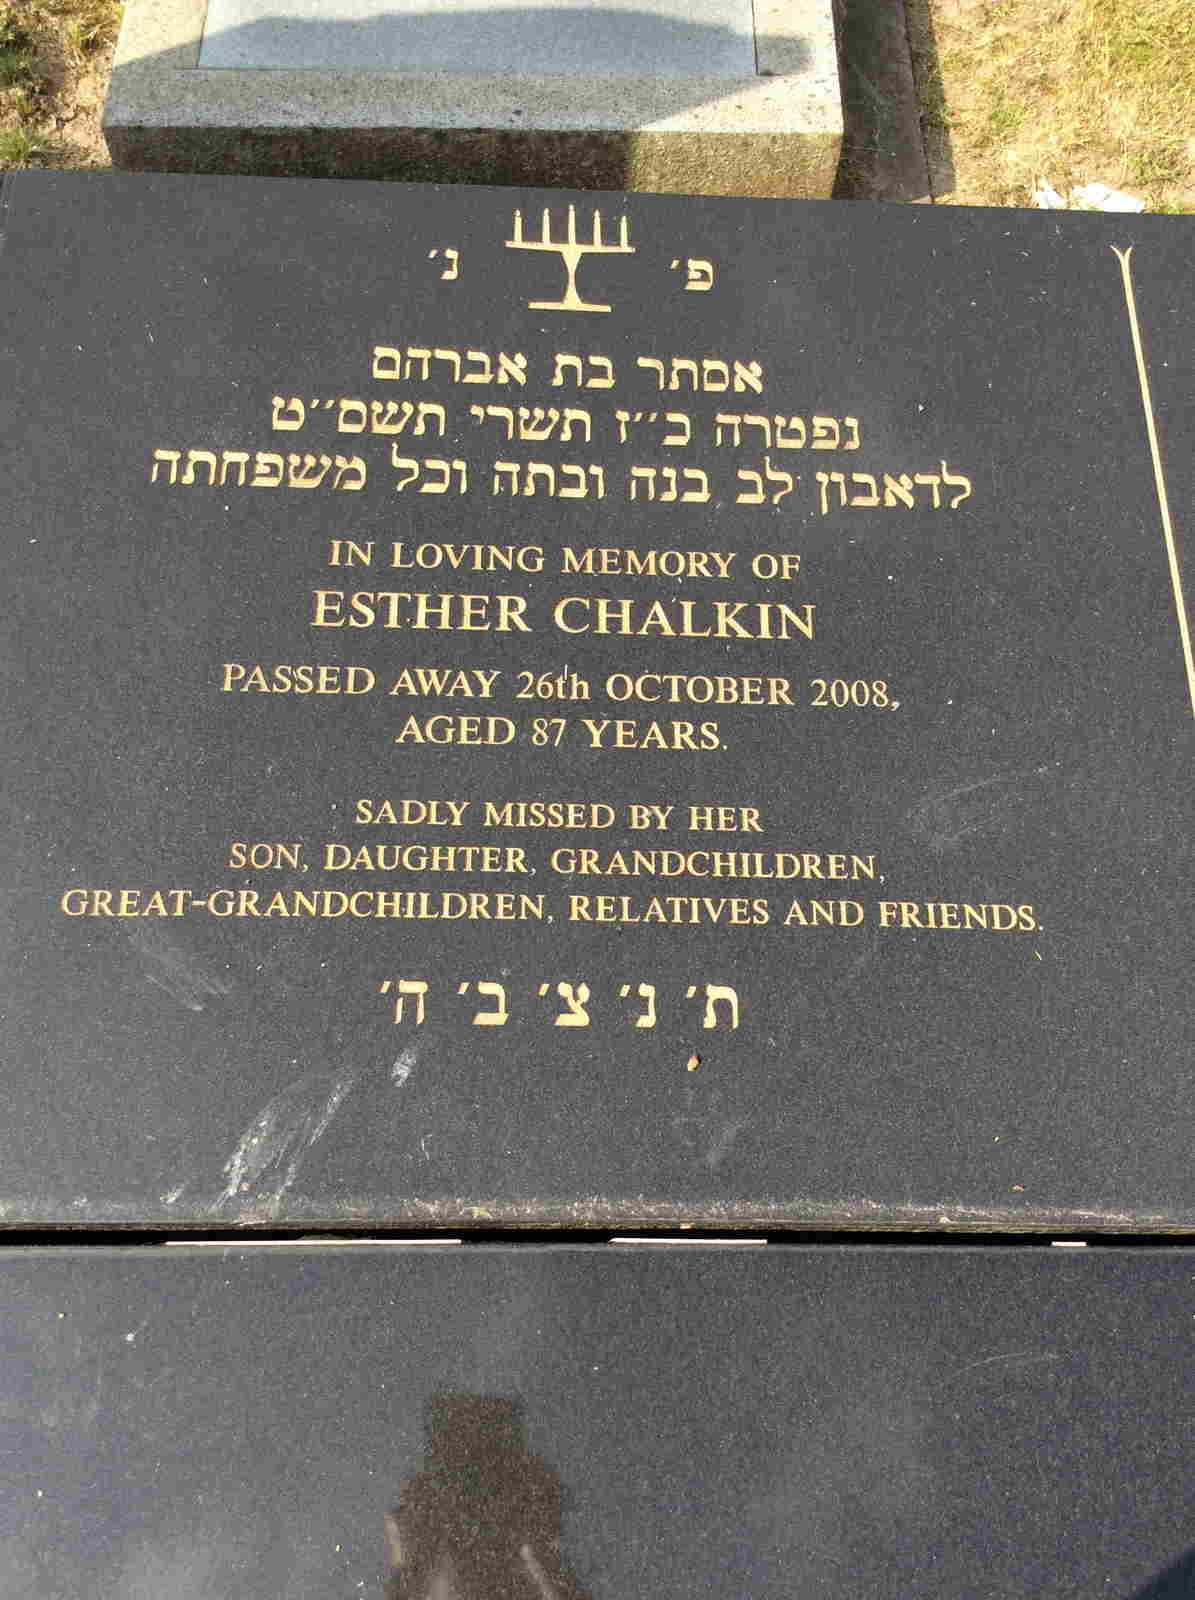 פ׳ נ׳
אסתר בת אברהם
נפטרה כ׳׳ז תשרי תשס׳׳ט
לדאבון לב בנה ובתה וכל משפחתה
IN LOVING MEMORY OF
ESTHER CHALKIN
PASSED AWAY 26th OCTOBER 2008,
AGED 87 YEARS.
SADLY MISSED BY HER
SON, DAUGHTER, GRANDCHILDREN,
GREAT-GRANDCHILDREN, RELATIVES AND FRIENDS.
ת׳ נ׳ צ׳ ב׳ ה׳